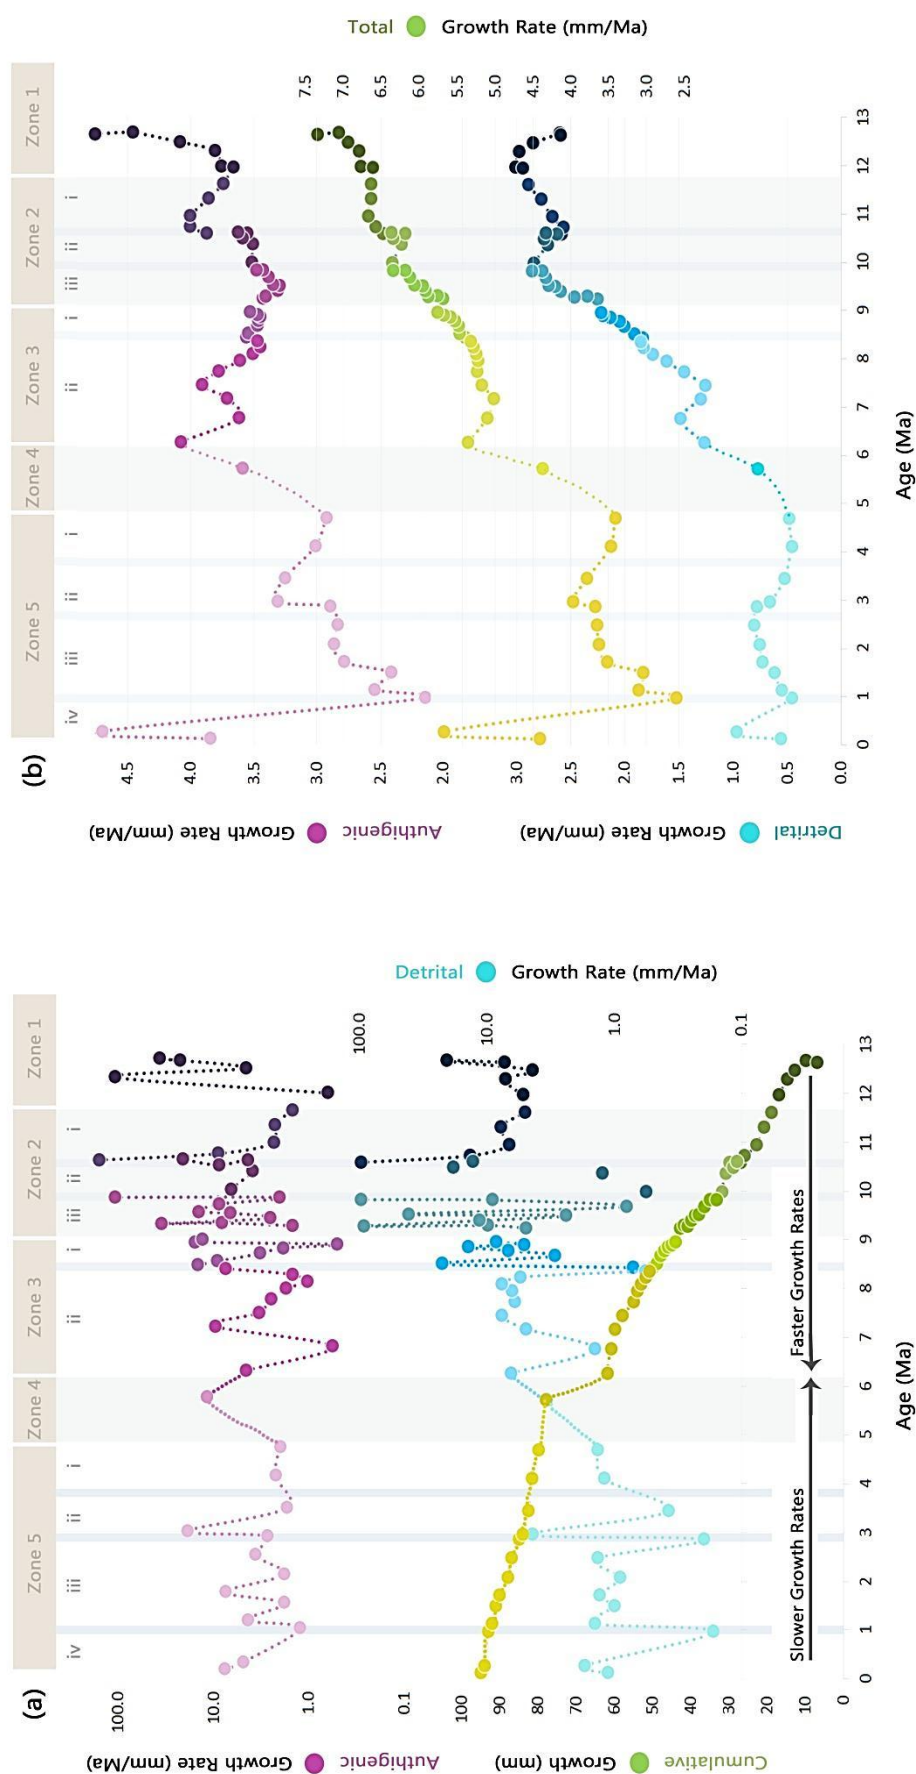 (a)
Zone 5
Zone 4
Zone 3
Zone 2
Zone 1
iv
iii
ii
i
ii
i
iii
ii
i
Authigenic
Growth Rate (mm/Ma)
100.0
10.0
1.0
0.1
Cumulative
Growth (mm)
100
90
80
70
60
50
40
30
20
10
0
Detrital
Growth Rate (mm/Ma)
100.0
10.0
1.0
0.1
Slower Growth Rates
Faster Growth Rates
0
1
2
3
4
5
6
7
8
9
10
11
12
13
Age (Ma)
(b)
Zone 5
Zone 4
Zone 3
Zone 2
Zone 1
iv
iii
ii
i
ii
i
iii
ii
i
Authigenic
Growth Rate (mm/Ma)
4.5
4.0
3.5
3.0
2.5
2.0
Detrital
Growth Rate (mm/Ma)
3.0
2.5
2.0
1.5
1.0
0.5
0.0
Total
Growth Rate (mm/Ma)
7.5
7.0
6.5
6.0
5.5
5.0
4.5
4.0
3.5
3.0
2.5
0
1
2
3
4
5
6
7
8
9
10
11
12
13
Age (Ma)